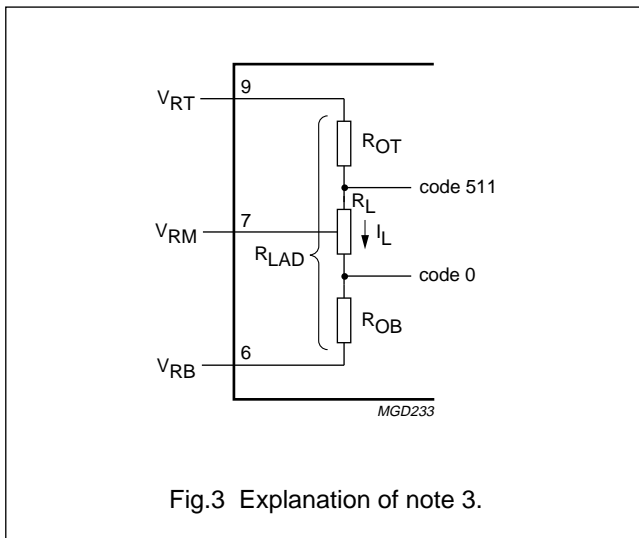 9
VRT
ROT
code 511
RL
7
VRM
IL
RLAD
code 0
ROB
6
VRB
MGD233
Fig.3 Explanation of note 3.